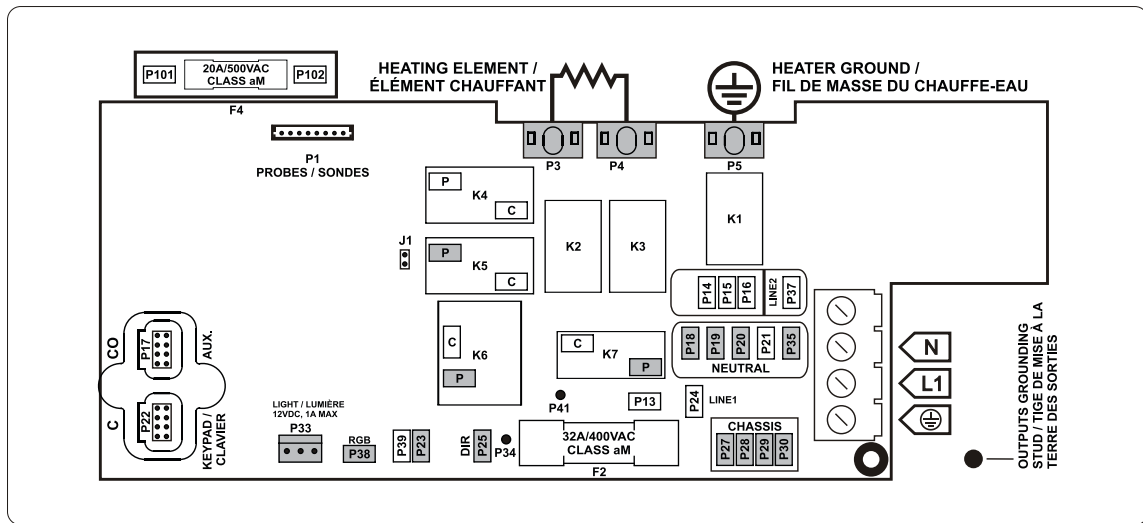 P101
20A/500VAC
CLASS aM
P102
F4
HEATING ELEMENT /
ÉLÉMENT CHAUFFANT
HEATER GROUND /
FIL DE MASSE DU CHAUFFE-EAU
P1
PROBES / SONDES
P3
P4
P5
P
K4
C
J1
P
K5
C
K2
K3
K1
P14
P15
P16
LINE2
P37
P18
P19
P20
P21
P35
NEUTRAL
C
K6
P
C
K7
P
P41
P13
P24
LINE1
N
L1
CO
P17
AUX.
C
P22
KEYPAD /
CLAVIER
LIGHT / LUMIÈRE
12VDC, 1A MAX
P33
RGB
P38
P39
P23
DIR
P25
P34
32A/400VAC
CLASS aM
F2
CHASSIS
P27
P28
P29
P30
OUTPUTS GROUNDING
STUD / TIGE DE MISE À LA
TERRE DES SORTIES